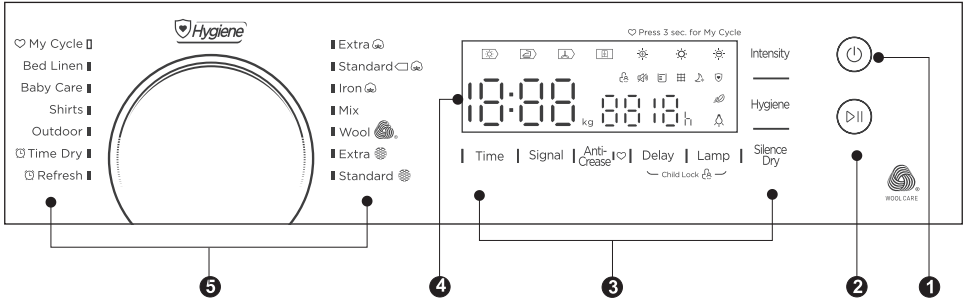 Hygiene
My Cycle
Bed Linen
Baby Care
Shirts
Outdoor
Time Dry
Refresh
Extra
Standard
Iron
Mix
Wool
Extra
Standard
Press 3 sec. for My Cycle
18:88 kg 8818h
Time
Signal
Anti-
Crease
Delay
Lamp
Child Lock
Intensity
Hygiene
Silence
Dry
WOOL CARE
5
4
3
2
1